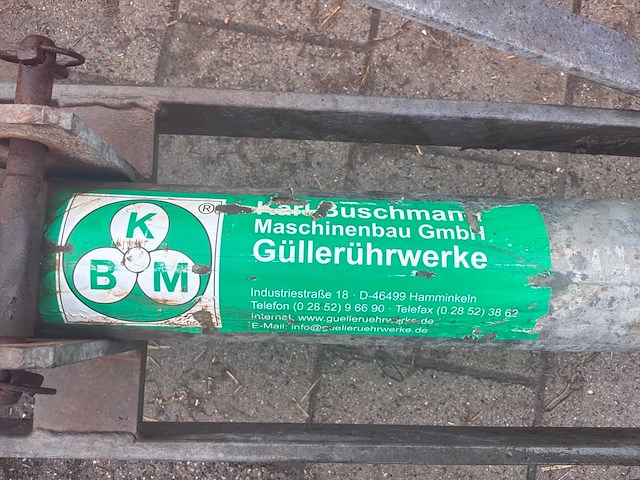 K
B M
®
Karl Buschmann
Maschinenbau GmbH
Güllerührwerke
Industriestraße 18 · D-46499 Hamminkeln
Telefon (0 28 52) 9 66 90 · Telefax (0 28 52) 38 62
Internet: www.guelleruehrwerke.de
E-Mail: info@guelleruehrwerke.de